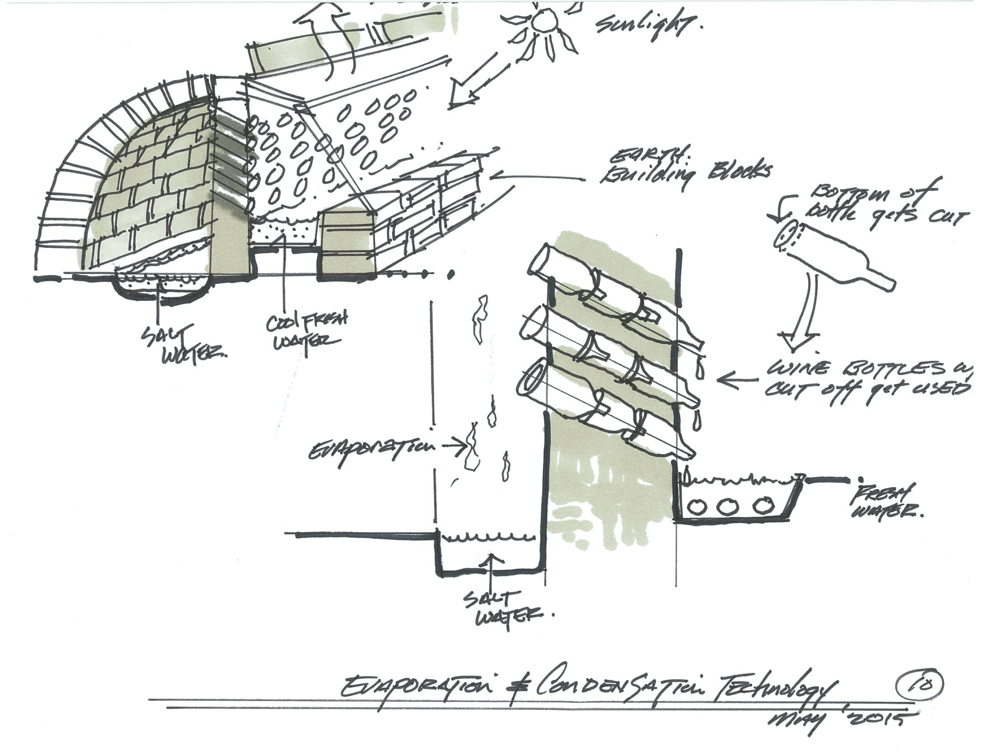 Sunlight.
EARTH:
Building Blocks
Bottom of
bottle gets cut
SALT
WATER.
Cool FRESH
WATER
WINE BOTTLES w/
CUT off get USED
Evaporation
FRESH
WATER.
SALT
WATER.
Evaporation & Condensation Technology
10
MAY '2015